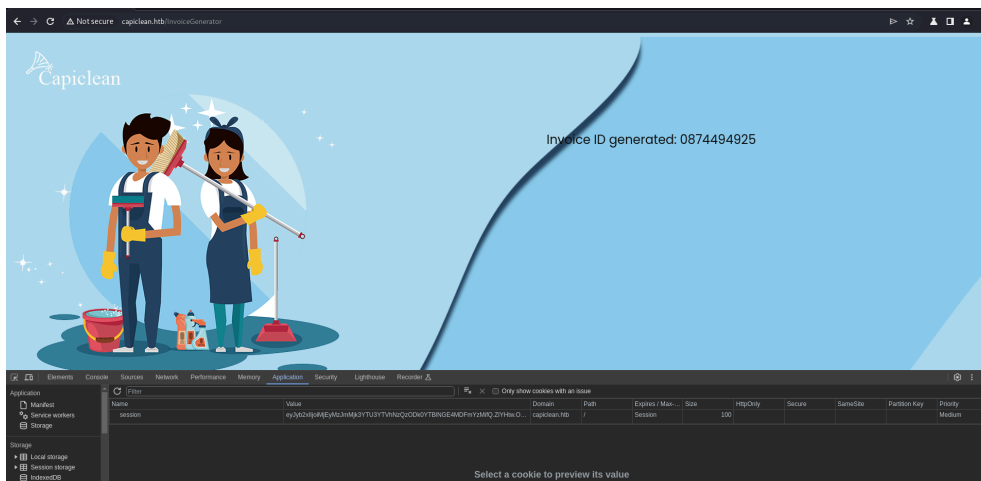 Not secure capiclean.htb/InvoiceGenerator
Capiclean
Invoice ID generated: 0874494925
Elements Console Sources Network Performance Memory Application Security Lighthouse Recorder
Application
Manifest
Service workers
Storage
Storage
Local storage
Session storage
IndexedDB
Filter
Only show cookies with an issue
Name Value Domain Path Expires / Max-... Size HttpOnly Secure SameSite Partition Key Priority
session capiclean.htb / Session 100 Medium
Select a cookie to preview its value